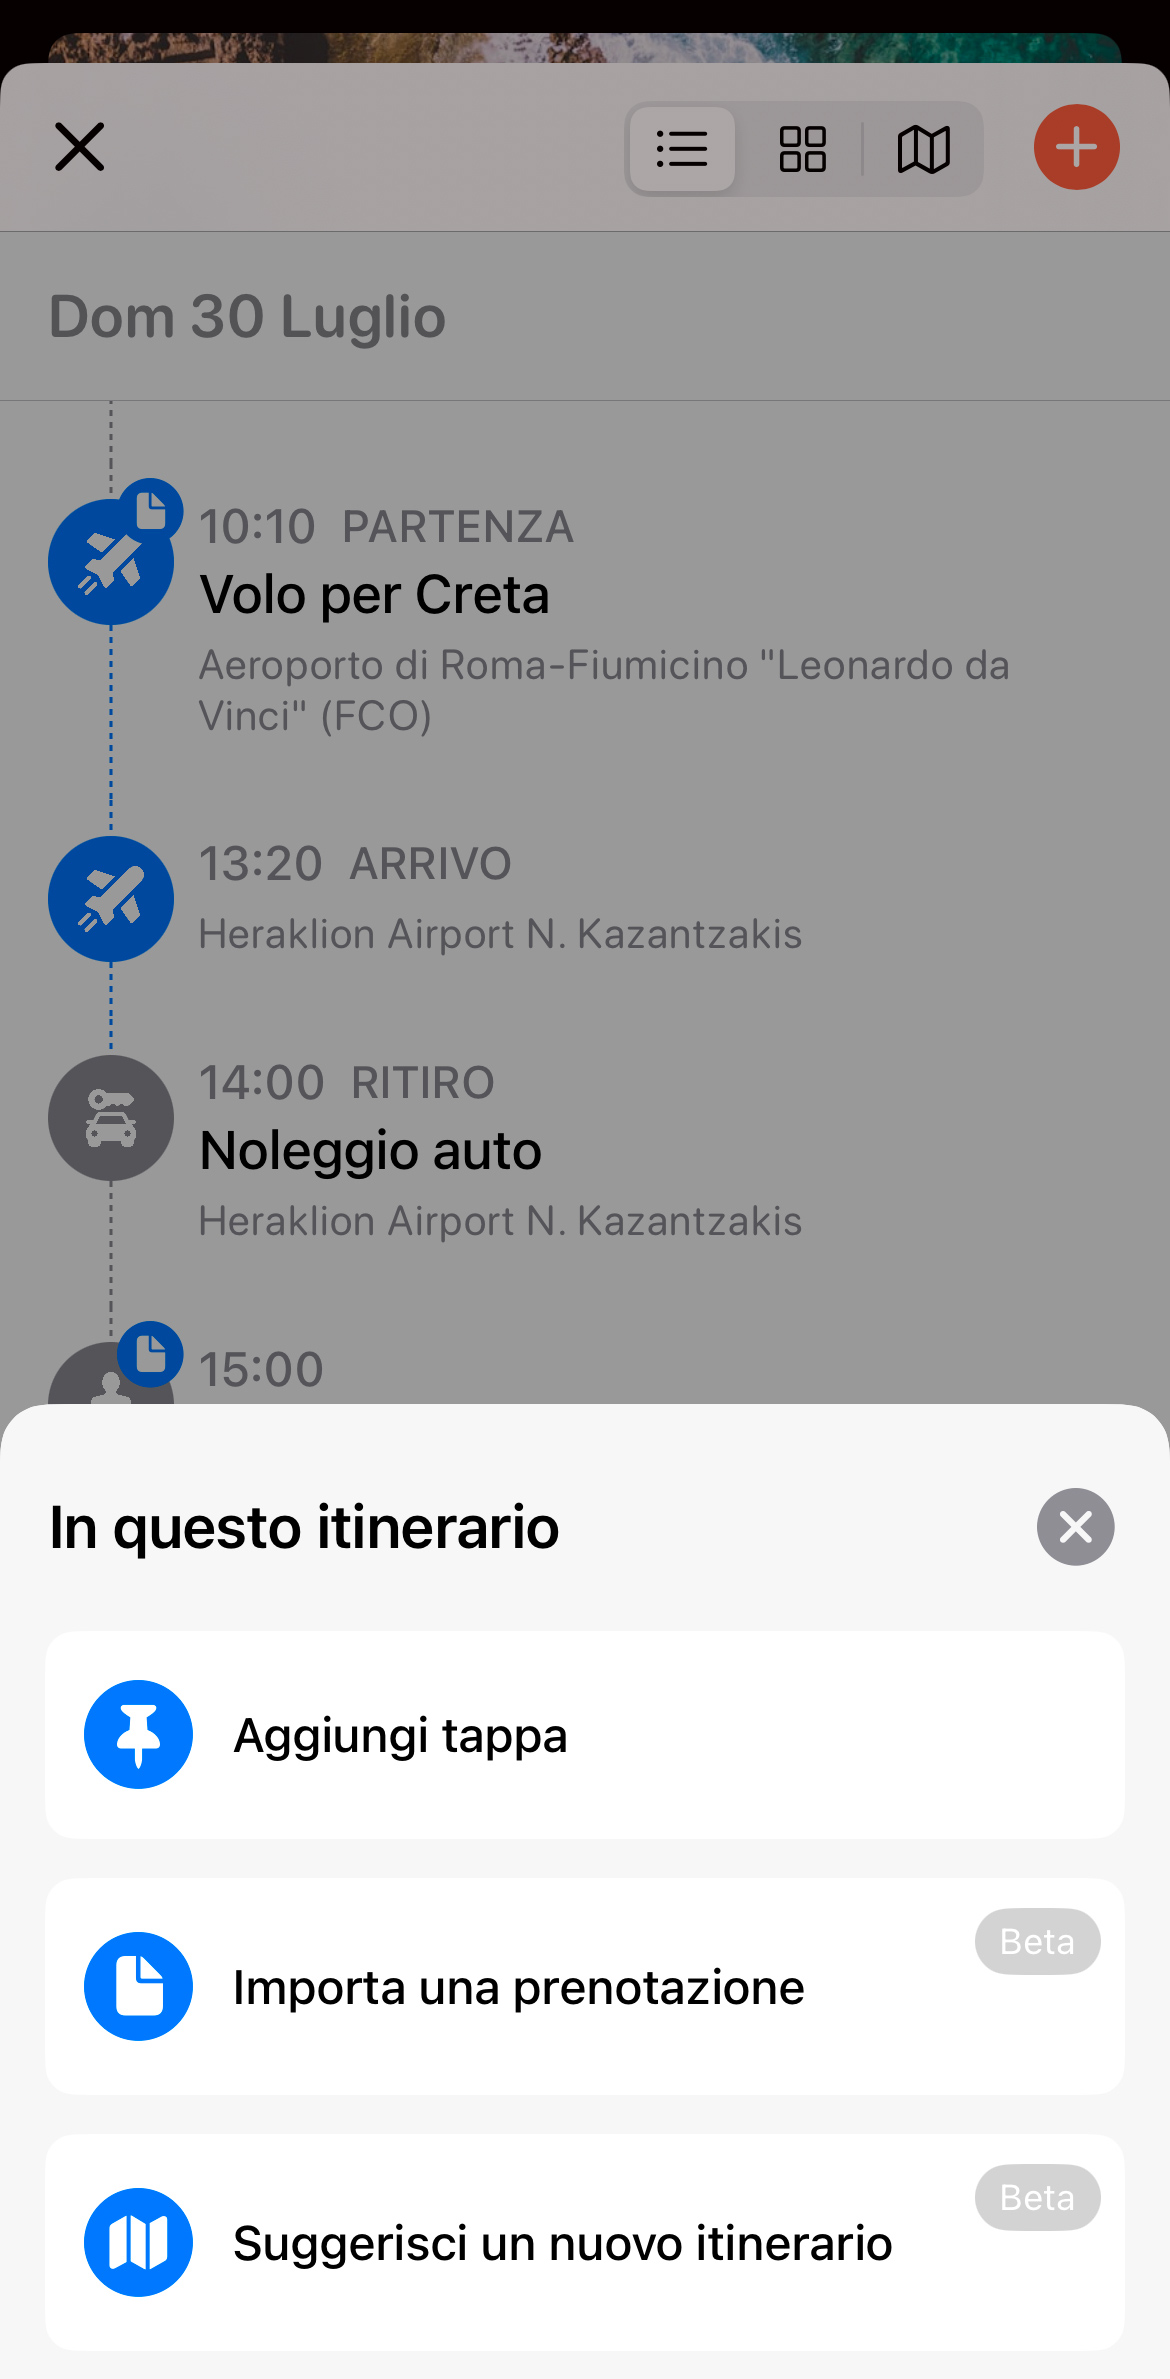 Dom 30 Luglio
10:10 PARTENZA
Volo per Creta
Aeroporto di Roma-Fiumicino "Leonardo da
Vinci" (FCO)
13:20 ARRIVO
Heraklion Airport N. Kazantzakis
14:00 RITIRO
Noleggio auto
Heraklion Airport N. Kazantzakis
15:00
In questo itinerario
Aggiungi tappa
Beta
Importa una prenotazione
Beta
Suggerisci un nuovo itinerario